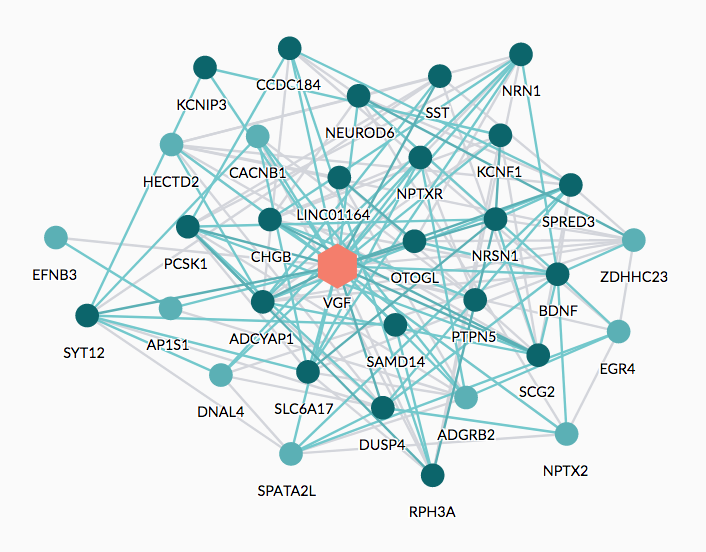 CCDC184
KCNIP3
SST
NRN1
NEUROD6
HECTD2
CACNB1
NPTXR
KCNF1
LINC01164
SPRED3
PCSK1
CHGB
OTOGL
NRSN1
EFNB3
ZDHHC23
VGF
BDNF
SYT12
AP1S1
ADCYAP1
PTPN5
SAMD14
EGR4
SCG2
DNAL4
SLC6A17
DUSP4
ADGRB2
NPTX2
SPATA2L
RPH3A